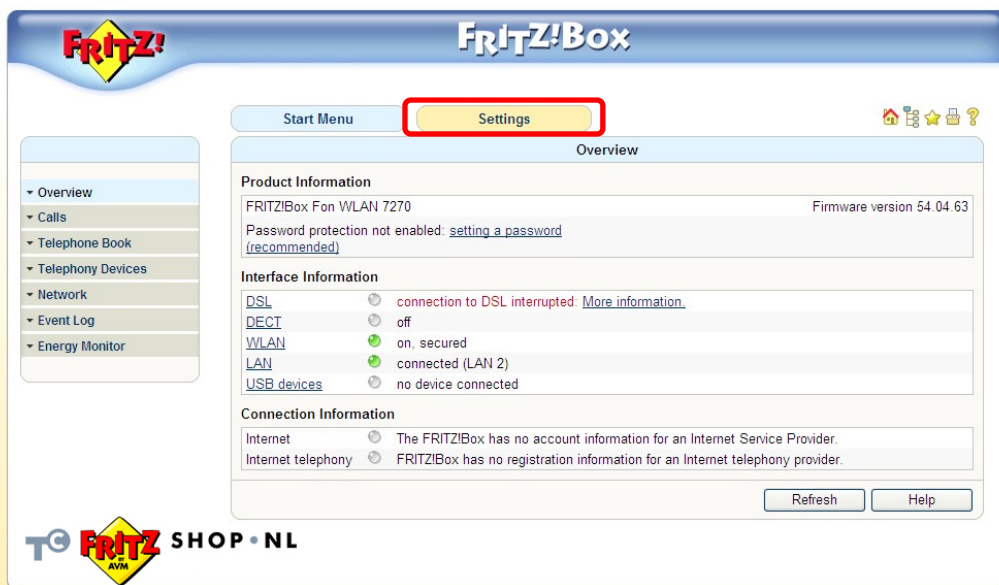 FRITZ!
FRITZ!Box
Start Menu
Settings
Overview
Overview
Calls
Telephone Book
Telephony Devices
Network
Event Log
Energy Monitor
Product Information
FRITZ!Box Fon WLAN 7270 Firmware version 54.04.63
Password protection not enabled: setting a password
(recommended)
Interface Information
DSL connection to DSL interrupted: More information.
DECT off
WLAN on, secured
LAN connected (LAN 2)
USB devices no device connected
Connection Information
Internet The FRITZ!Box has no account information for an Internet Service Provider.
Internet telephony FRITZ!Box has no registration information for an Internet telephony provider.
Refresh Help
TC FRITZ BY AVM SHOP • NL